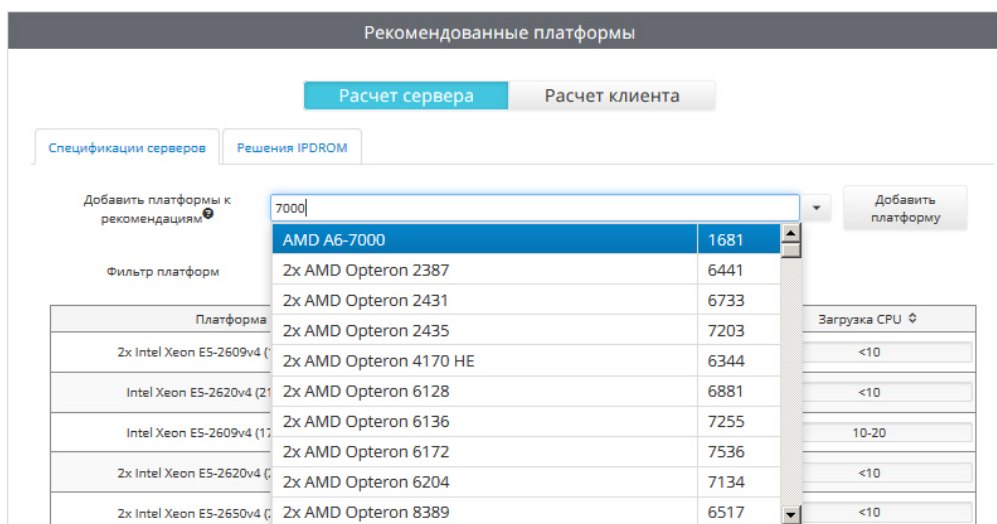 Рекомендованные платформы
Расчет сервера Расчет клиента
Спецификации серверов Решения IPDROM
Добавить платформы к
рекомендациям
7000
Добавить
платформу
Фильтр платформ
AMD A6-7000 1681
2x AMD Opteron 2387 6441
2x AMD Opteron 2431 6733
2x AMD Opteron 2435 7203
2x AMD Opteron 4170 HE 6344
2x AMD Opteron 6128 6881
2x AMD Opteron 6136 7255
2x AMD Opteron 6172 7536
2x AMD Opteron 6204 7134
2x AMD Opteron 8389 6517
Платформа Загрузка CPU
2x Intel Xeon E5-2609v4 <10
Intel Xeon E5-2620v4 (21 <10
Intel Xeon E5-2609v4 (17 10-20
2x Intel Xeon E5-2620v4 <10
2x Intel Xeon E5-2650v4 <10